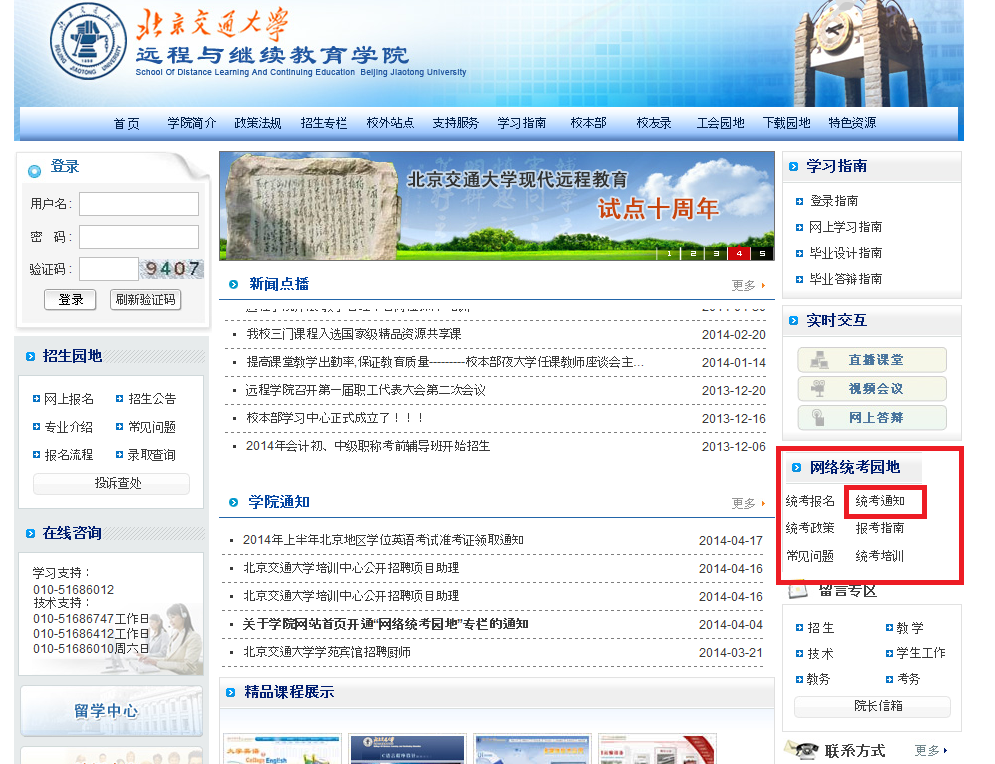 北京交通大学
远程与继续教育学院
School Of Distance Learning And Continuing Education Beijing Jiaotong University
首页 学院简介 政策法规 招生专栏 校外站点 支持服务 学习指南 校本部 校友录 工会园地 下载园地 特色资源
登录
用户名：
密 码：
验证码： 9407
登录 刷新验证码
招生园地
网上报名 招生公告
专业介绍 常见问题
报名流程 录取查询
投诉查处
在线咨询
学习支持：
010-51686012
技术支持：
010-51686747工作日
010-51686412工作日
010-51686010周六日
留学中心
北京交通大学现代远程教育
试点十周年
1 2 3 4 5
新闻点播 更多
我校三门课程入选国家级精品资源共享课 2014-02-20
提高课堂教学出勤率,保证教育质量---------校本部夜大学任课教师座谈会主... 2014-01-14
远程学院召开第一届职工代表大会第二次会议 2013-12-20
校本部学习中心正式成立了！！！ 2013-12-16
2014年会计初、中级职称考前辅导班开始招生 2013-12-06
学院通知 更多
2014年上半年北京地区学位英语考试准考证领取通知 2014-04-17
北京交通大学培训中心公开招聘项目助理 2014-04-16
北京交通大学培训中心公开招聘项目助理 2014-04-16
关于学院网站首页开通“网络统考园地”专栏的通知 2014-04-04
北京交通大学学苑宾馆招聘厨师 2014-03-21
精品课程展示
大学英语
College English
学习指南
登录指南
网上学习指南
毕业设计指南
毕业答辩指南
实时交互
直播课堂
视频会议
网上答辩
网络统考园地
统考报名 统考通知
统考政策 报考指南
常见问题 统考培训
留言专区
招生 教学
技术 学生工作
教务 考务
院长信箱
联系方式 更多